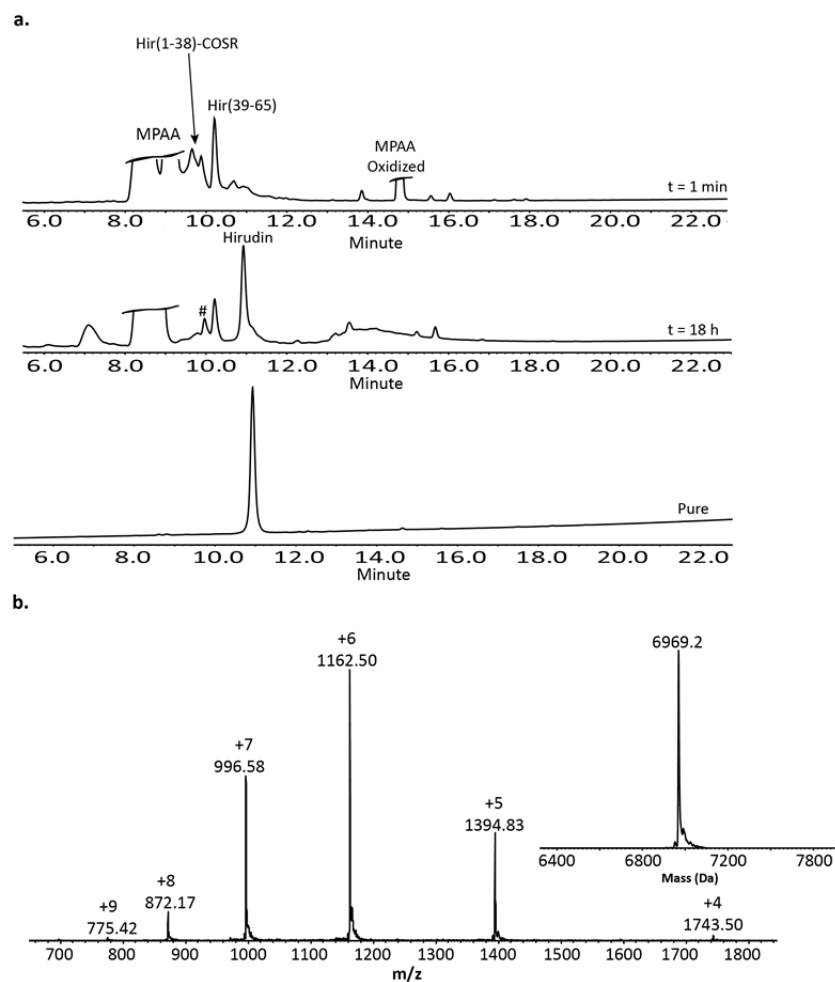 a.
Hir(1-38)-COSR
Hir(39-65)
MPAA
MPAA
Oxidized
t = 1 min
6.0 8.0 10.0 12.0 14.0 16.0 18.0 20.0 22.0
Minute
Hirudin
#
t = 18 h
6.0 8.0 10.0 12.0 14.0 16.0 18.0 20.0 22.0
Minute
Pure
6.0 8.0 10.0 12.0 14.0 16.0 18.0 20.0 22.0
Minute
b.
+6
1162.50
6969.2
+7
996.58
+5
1394.83
6400 6800 7200 7800
Mass (Da)
+8
872.17
+9
775.42
+4
1743.50
700 800 900 1000 1100 1200 1300 1400 1500 1600 1700 1800
m/z